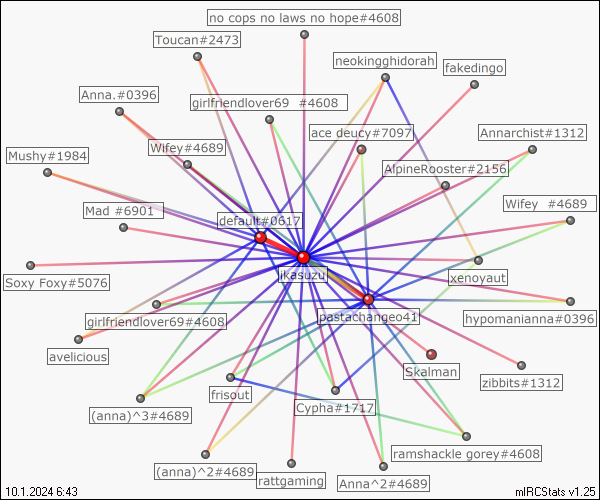 no cops no laws no hope#4608
Toucan#2473
neokingghidorah
fakedingo
Anna.#0396
girlfriendlover69 #4608
ace deucy#7097
Annarchist#1312
Wifey#4689
Mushy#1984
AlpineRooster#2156
Wifey #4689
Mad #6901
default#0617
ikasuzu
xenoyaut
Soxy Foxy#5076
pastachangeo41
hypomanianna#0396
girlfriendlover69#4608
avelicious
Skalman
zibbits#1312
frisout
Cypha#1717
(anna)^3#4689
ramshackle gorey#4608
(anna)^2#4689
rattgaming
Anna^2#4689
10.1.2024 6:43
mIRCStats v1.25